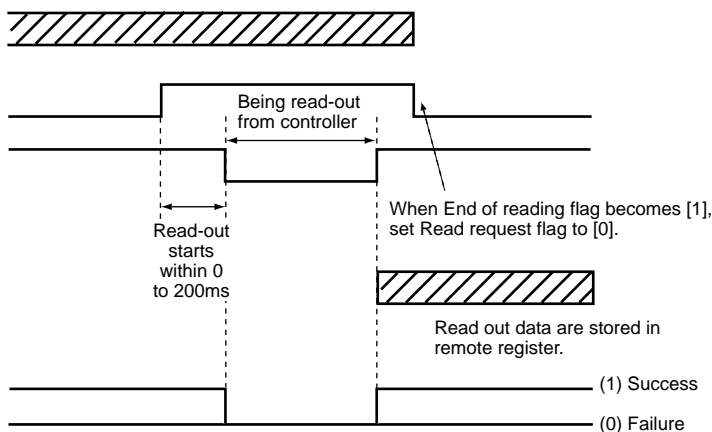 Being read-out
from controller
When End of reading flag becomes [1],
set Read request flag to [0].
Read-out
starts
within 0
to 200ms
Read out data are stored in
remote register.
(1) Success
(0) Failure